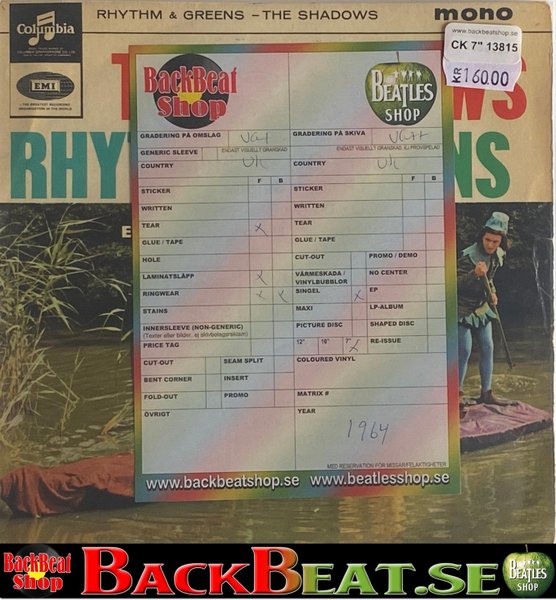 RHYTHM & GREENS – THE SHADOWS
mono
Columbia
EMI
THE GREATEST RECORDING ORGANISATION IN THE WORLD
www.backbeatshop.se
CK 7" 13815
KR 160.00
T WS
RHY NS
E
BackBeat Shop
BEATLES SHOP
GRADERING PÅ OMSLAG VG+
GRADERING PÅ SKIVA VG++
GENERIC SLEEVE ENDAST VISUELLT GRANSKAD
ENDAST VISUELLT GRANSKAD, EJ PROVSPELAD
COUNTRY UK
COUNTRY UK
F B
F B
STICKER
STICKER
WRITTEN
WRITTEN
TEAR X
TEAR
GLUE / TAPE
GLUE / TAPE
HOLE
CUT-OUT
PROMO / DEMO
LAMINATSLÄPP X
VÄRMESKADA / VINYLBUBBLOR
NO CENTER
RINGWEAR X X
SINGEL X
EP
STAINS
MAXI
LP-ALBUM
INNERSLEEVE (NON-GENERIC)
(Texter eller bilder, ej skivbolagsreklam)
PICTURE DISC
SHAPED DISC
PRICE TAG
12" 10" 7" X
RE-ISSUE
CUT-OUT
SEAM SPLIT
COLOURED VINYL
BENT CORNER
INSERT
FOLD-OUT
PROMO
MATRIX #
ÖVRIGT
YEAR
1964
MED RESERVATION FÖR MISSAR/FELAKTIGHETER
www.backbeatshop.se www.beatlesshop.se
BackBeat Shop
BACKBEAT.SE
BEATLES SHOP